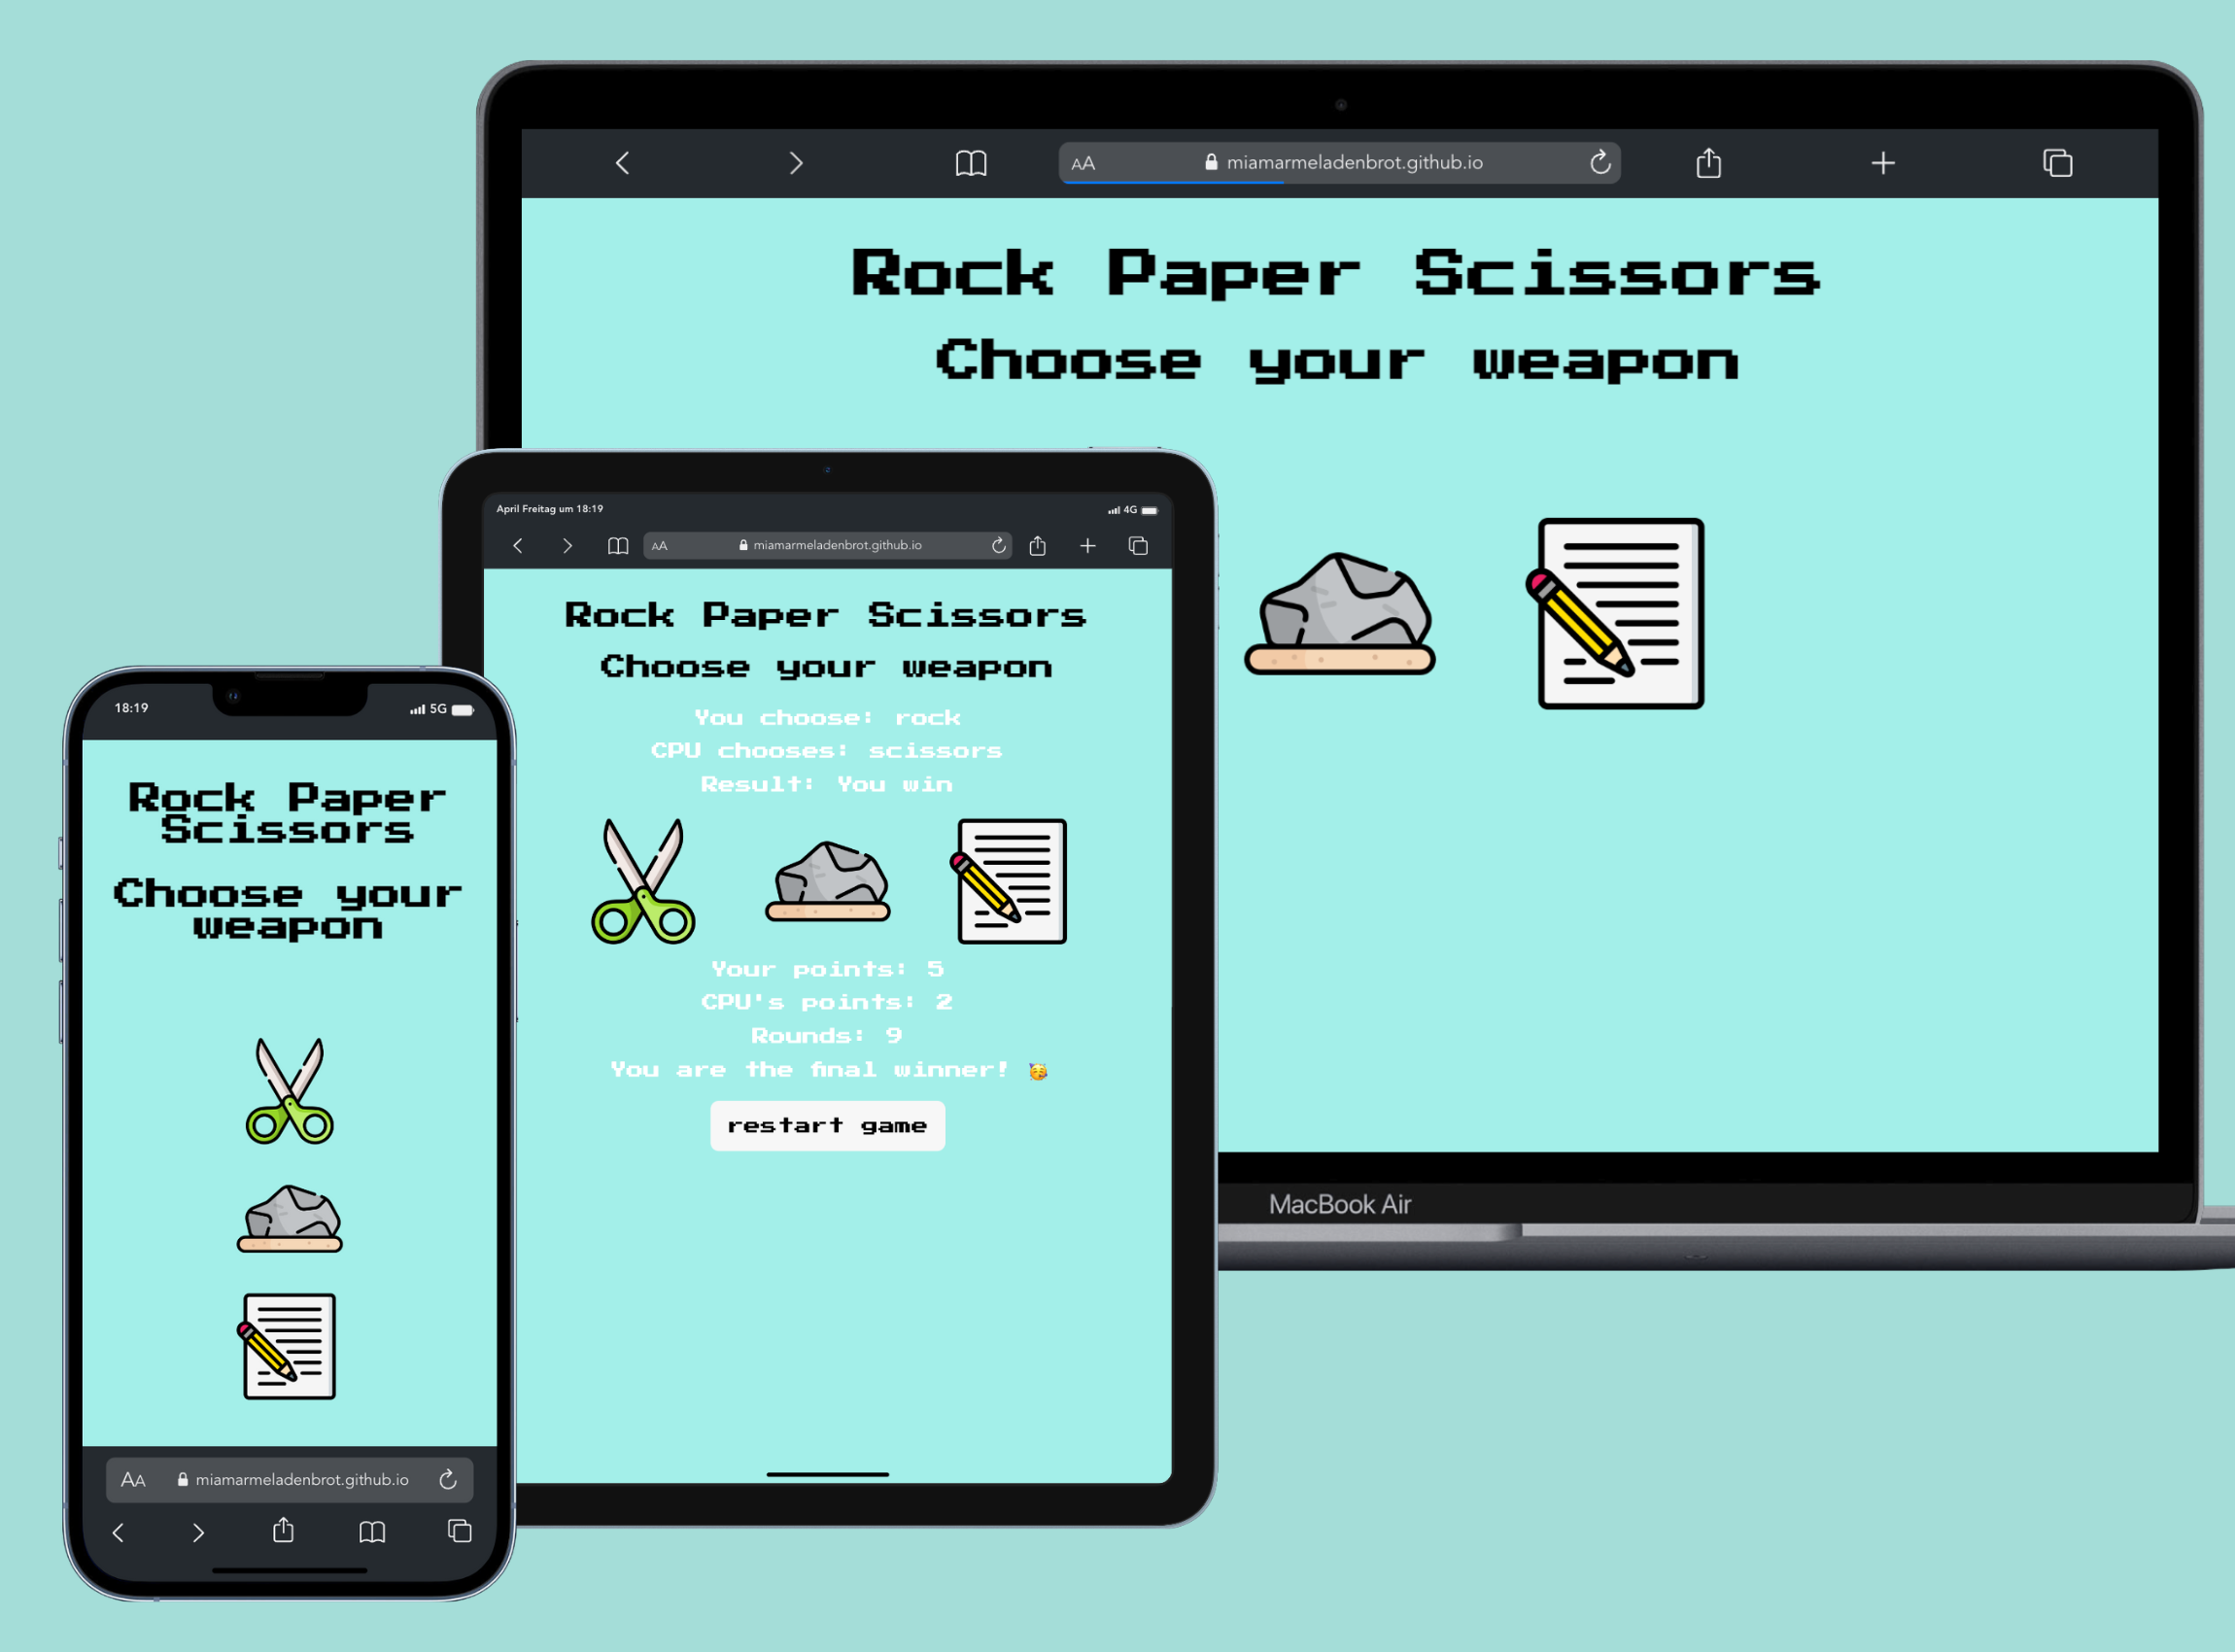 AA miamarmeladenbrot.github.io
Rock Paper Scissors
Choose your weapon
MacBook Air
April Freitag um 18:19
4G
AA miamarmeladenbrot.github.io
Rock Paper Scissors
Choose your weapon
You choose: rock
CPU chooses: scissors
Result: You win
Your points: 5
CPU's points: 2
Rounds: 9
You are the final winner! 🥳
restart game
18:19
5G
Rock Paper
Scissors
Choose your
weapon
AA miamarmeladenbrot.github.io